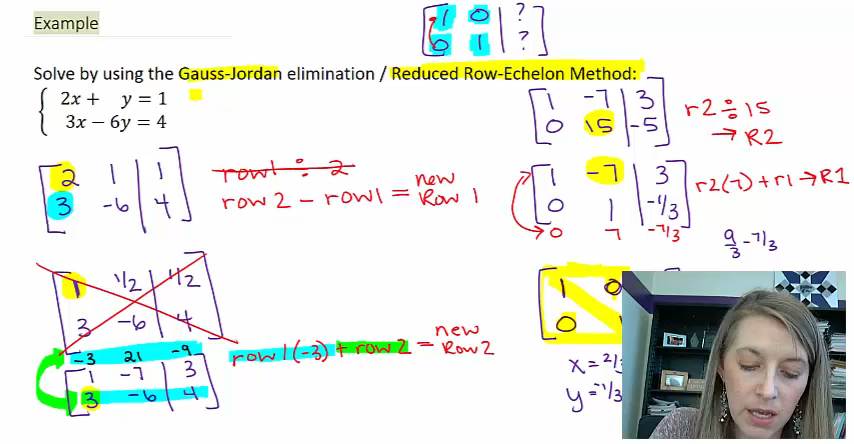 Example
1 0 | ?
0 1 | ?
Solve by using the Gauss-Jordan elimination / Reduced Row-Echelon Method:
2x + y = 1
3x − 6y = 4
2 1 | 1
3 -6 | 4
row1 ÷ 2
row2 - row1 = new Row 1
1 1/2 | 1/2
3 -6 | 4
-3 21 -9
1 -7 | 3
3 -6 | 4
row1(-3) + row2 = new Row 2
1 -7 | 3
0 15 | -5
r2 ÷ 15
→ R2
1 -7 | 3
0 1 | -1/3
0 7 -7/3
r2(7) + r1 → R1
9/3 - 7/3
1 0
0
x = 2/3
y = -1/3